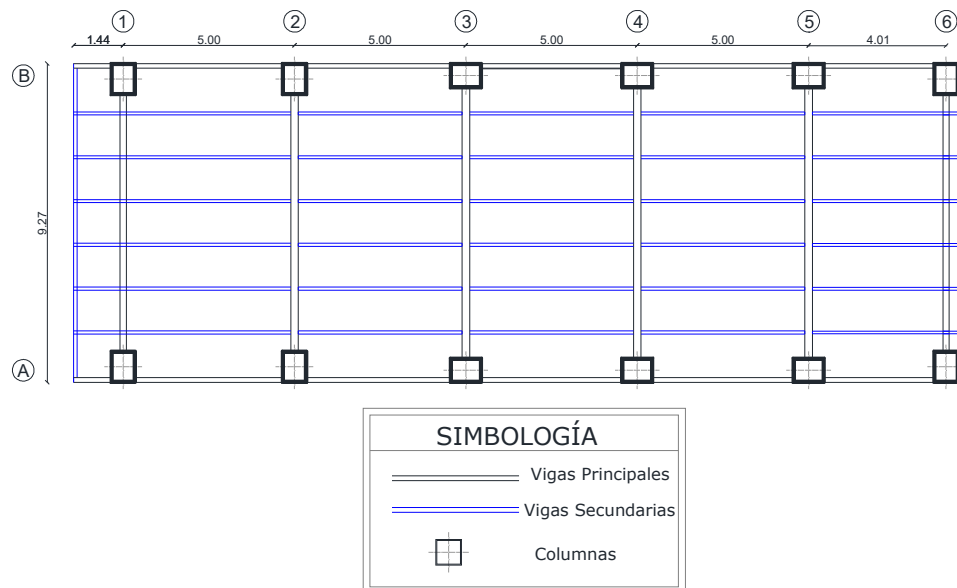 1 2 3 4 5 6
1.44 5.00 5.00 5.00 5.00 4.01
B
9.27
A
SIMBOLOGÍA
Vigas Principales
Vigas Secundarias
Columnas